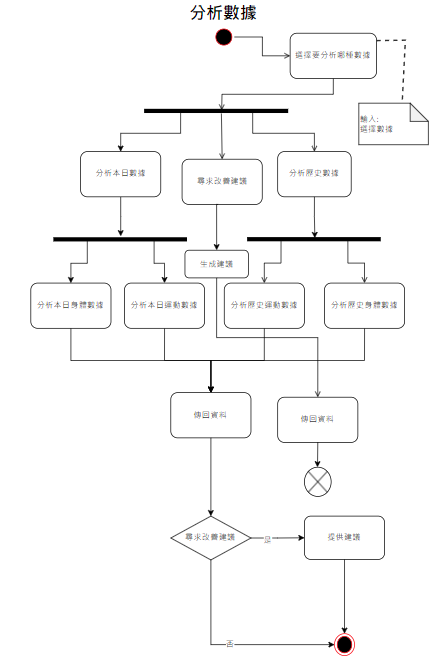 分析數據
選擇要分析哪種數據
輸入:
選擇數據
分析本日數據
尋求改善建議
分析歷史數據
生成建議
分析本日身體數據
分析本日運動數據
分析歷史運動數據
分析歷史身體數據
傳回資料
傳回資料
尋求改善建議
是
提供建議
否